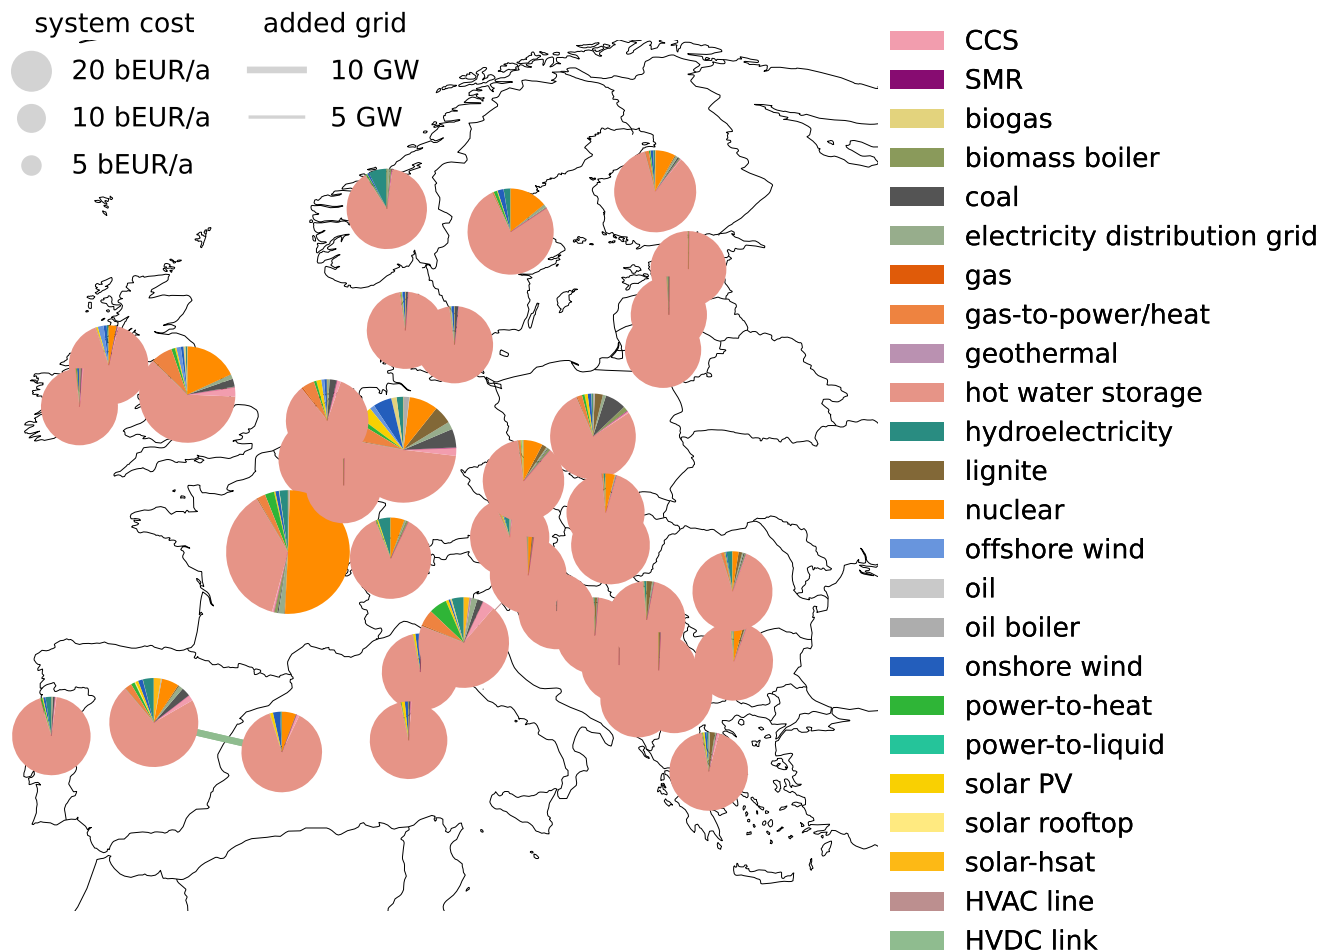 system cost
added grid
20 bEUR/a
10 GW
10 bEUR/a
5 GW
5 bEUR/a
CCS
SMR
biogas
biomass boiler
coal
electricity distribution grid
gas
gas-to-power/heat
geothermal
hot water storage
hydroelectricity
lignite
nuclear
offshore wind
oil
oil boiler
onshore wind
power-to-heat
power-to-liquid
solar PV
solar rooftop
solar-hsat
HVAC line
HVDC link